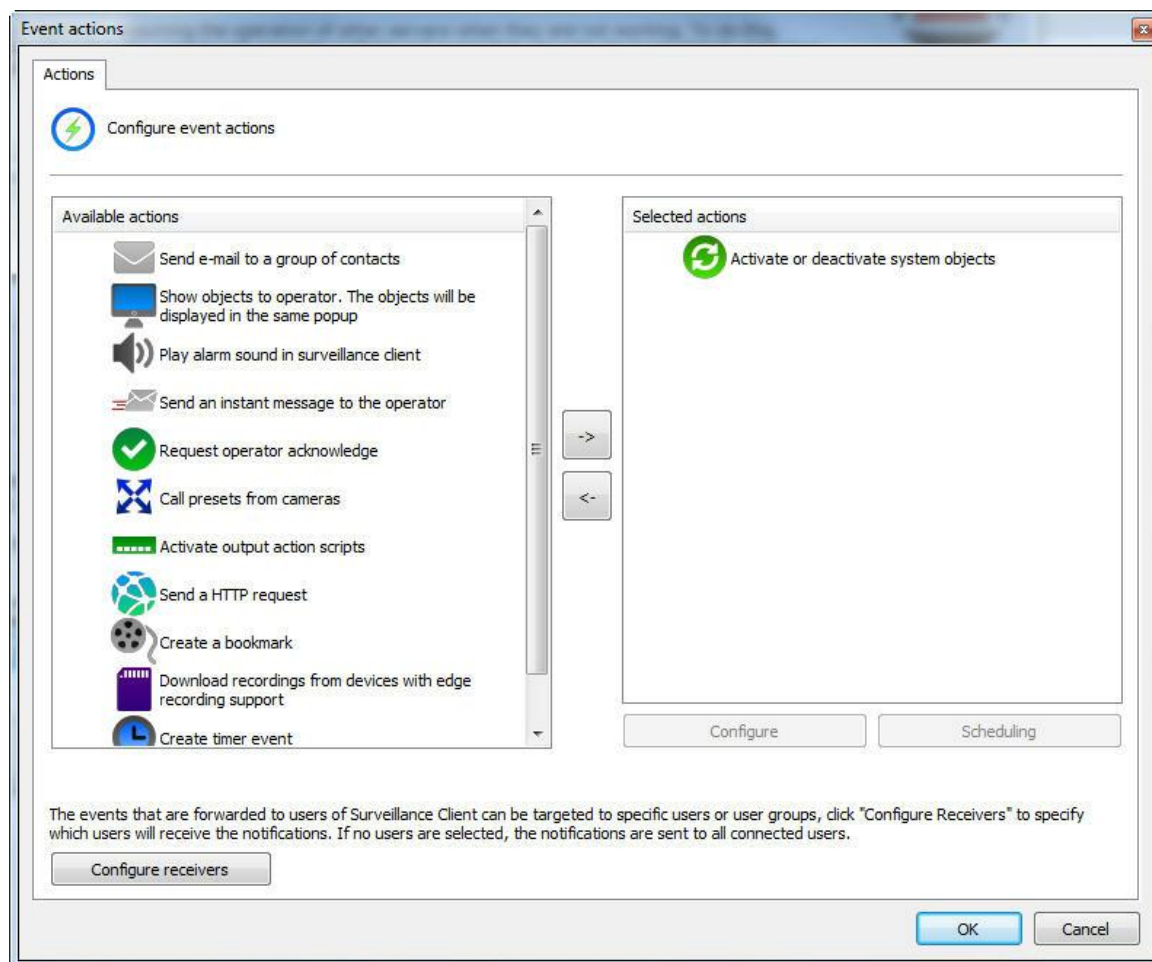 Event actions
Actions
Configure event actions
Available actions
Send e-mail to a group of contacts
Show objects to operator. The objects will be
displayed in the same popup
Play alarm sound in surveillance client
Send an instant message to the operator
Request operator acknowledge
Call presets from cameras
Activate output action scripts
Send a HTTP request
Create a bookmark
Download recordings from devices with edge
recording support
Create timer event
->
<-
Selected actions
Activate or deactivate system objects
Configure
Scheduling
The events that are forwarded to users of Surveillance Client can be targeted to specific users or user groups, click "Configure Receivers" to specify
which users will receive the notifications. If no users are selected, the notifications are sent to all connected users.
Configure receivers
OK
Cancel